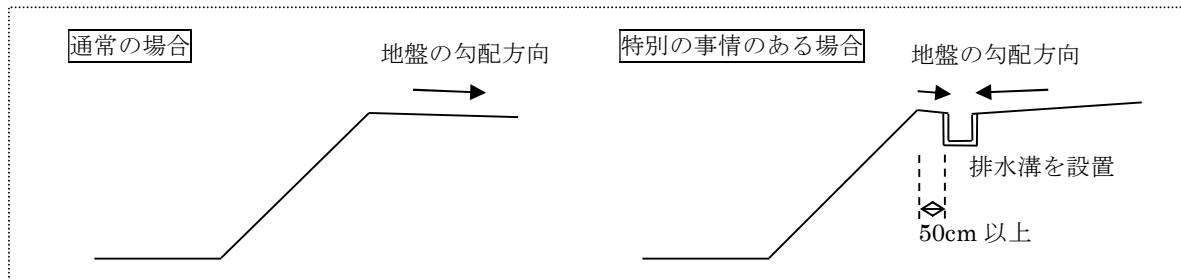 通常の場合
地盤の勾配方向
特別の事情のある場合
地盤の勾配方向
排水溝を設置
50cm 以上